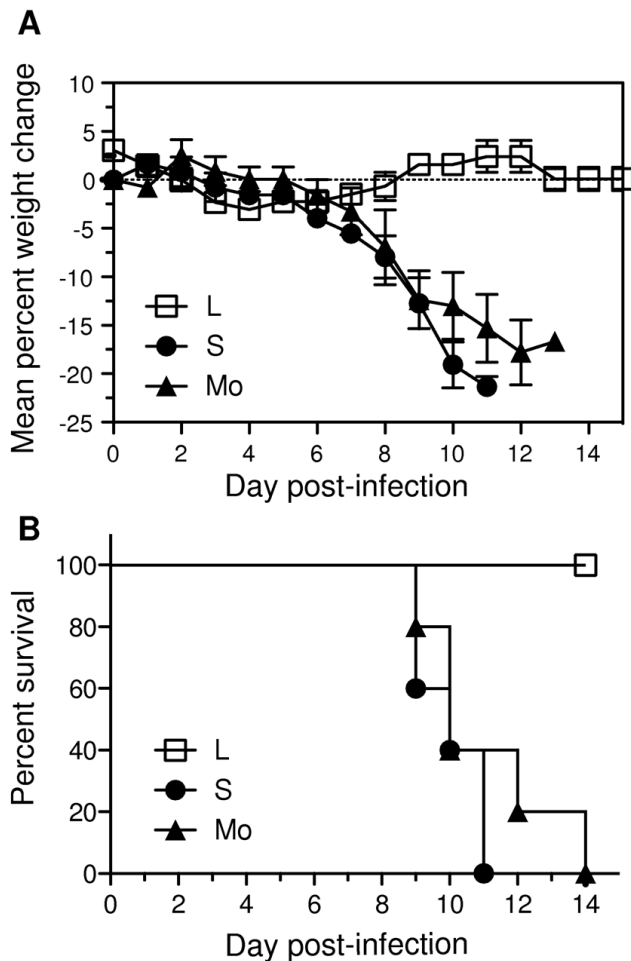 A
Mean percent weight change
10
5
0
-5
-10
-15
-20
-25
L
S
Mo
0 2 4 6 8 10 12 14
Day post-infection
B
Percent survival
100
80
60
40
20
0
L
S
Mo
0 2 4 6 8 10 12 14
Day post-infection